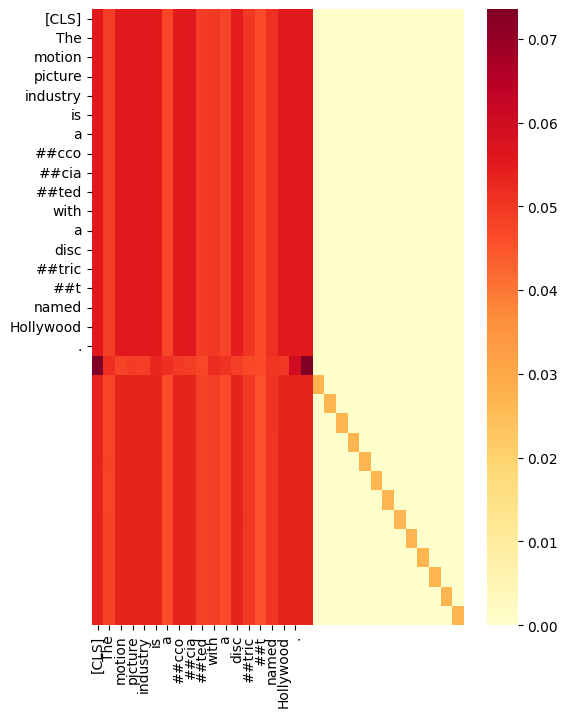 [CLS]
The
motion
picture
industry
is
a
##cco
##cia
##ted
with
a
disc
##tric
##t
named
Hollywood
.
0.07
0.06
0.05
0.04
0.03
0.02
0.01
0.00
[CLS]
The
motion
picture
industry
is
a
##cco
##cia
##ted
with
a
disc
##tric
##t
named
Hollywood
.